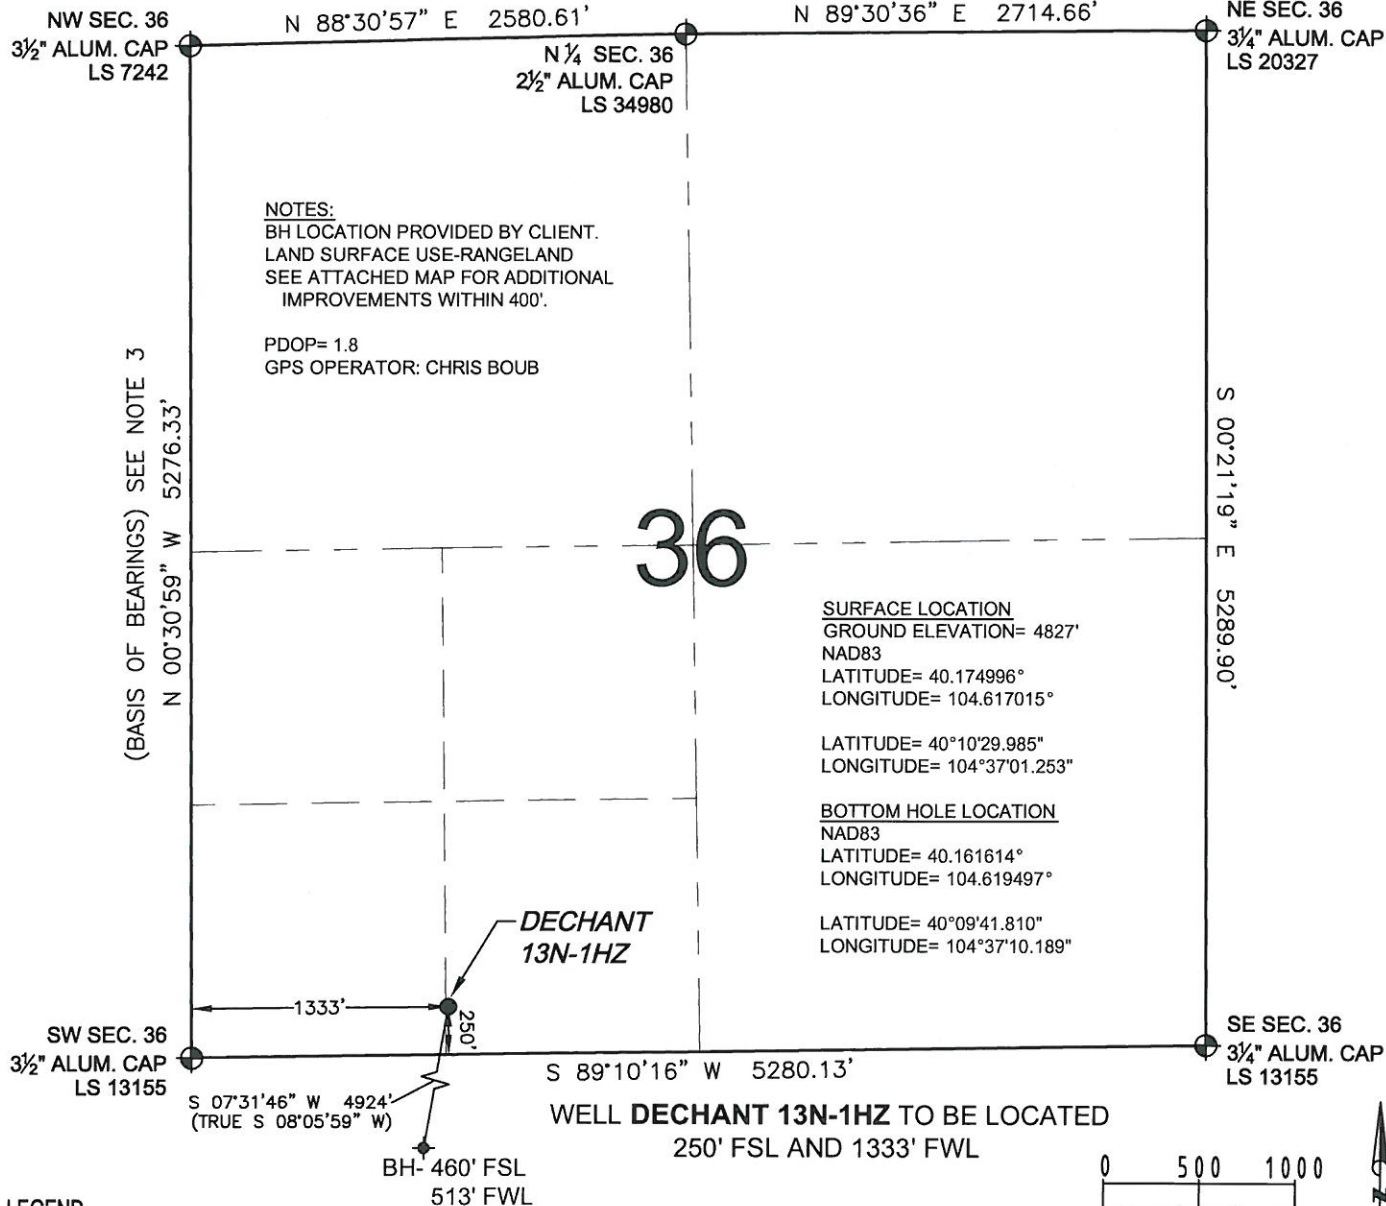 N 88°30'57" E 2580.61'
N 89°30'36" E 2714.66'
NW SEC. 36
3½" ALUM. CAP
LS 7242
N ¼ SEC. 36
2½" ALUM. CAP
LS 34980
NE SEC. 36
3¼" ALUM. CAP
LS 20327
NOTES:
BH LOCATION PROVIDED BY CLIENT.
LAND SURFACE USE-RANGELAND
SEE ATTACHED MAP FOR ADDITIONAL
IMPROVEMENTS WITHIN 400'.
PDOP= 1.8
GPS OPERATOR: CHRIS BOUB
(BASIS OF BEARINGS) SEE NOTE 3
N 00°30'59" W 5276.33'
S 00°21'19" E 5289.90'
36
SURFACE LOCATION
GROUND ELEVATION= 4827'
NAD83
LATITUDE= 40.174996°
LONGITUDE= 104.617015°
LATITUDE= 40°10'29.985"
LONGITUDE= 104°37'01.253"
BOTTOM HOLE LOCATION
NAD83
LATITUDE= 40.161614°
LONGITUDE= 104.619497°
LATITUDE= 40°09'41.810"
LONGITUDE= 104°37'10.189"
DECHANT
13N-1HZ
1333'
250'
SW SEC. 36
3½" ALUM. CAP
LS 13155
SE SEC. 36
3¼" ALUM. CAP
LS 13155
S 89°10'16" W 5280.13'
S 07°31'46" W 4924'
(TRUE S 08°05'59" W)
WELL DECHANT 13N-1HZ TO BE LOCATED
250' FSL AND 1333' FWL
BH- 460' FSL
513' FWL
0 500 1000
LEGEND